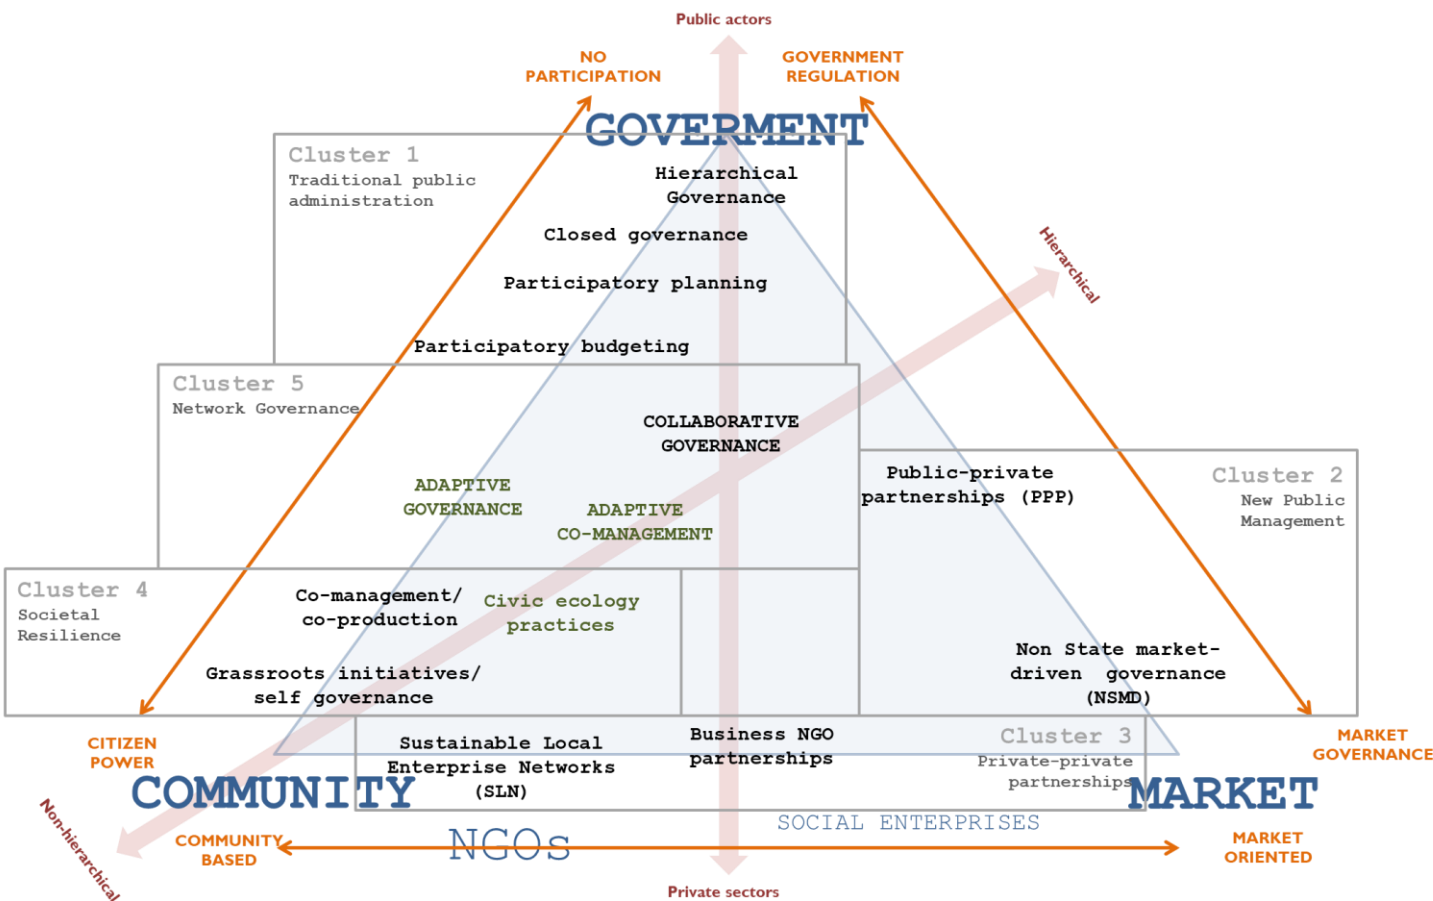 Public actors
NO
PARTICIPATION
GOVERNMENT
REGULATION
GOVERMENT
Cluster 1
Traditional public
administration
Hierarchical
Governance
Closed governance
Participatory planning
Participatory budgeting
Hierarchical
Cluster 5
Network Governance
COLLABORATIVE
GOVERNANCE
ADAPTIVE
GOVERNANCE
ADAPTIVE
CO-MANAGEMENT
Public-private
partnerships (PPP)
Cluster 2
New Public
Management
Cluster 4
Societal
Resilience
Co-management/
co-production
Civic ecology
practices
Grassroots initiatives/
self governance
Non State market-
driven governance
(NSMD)
CITIZEN
POWER
Sustainable Local
Enterprise Networks
(SLN)
Business NGO
partnerships
Cluster 3
Private-private
partnerships
MARKET
GOVERNANCE
COMMUNITY
MARKET
Non-hierarchical
COMMUNITY
BASED
NGOs
SOCIAL ENTERPRISES
MARKET
ORIENTED
Private sectors